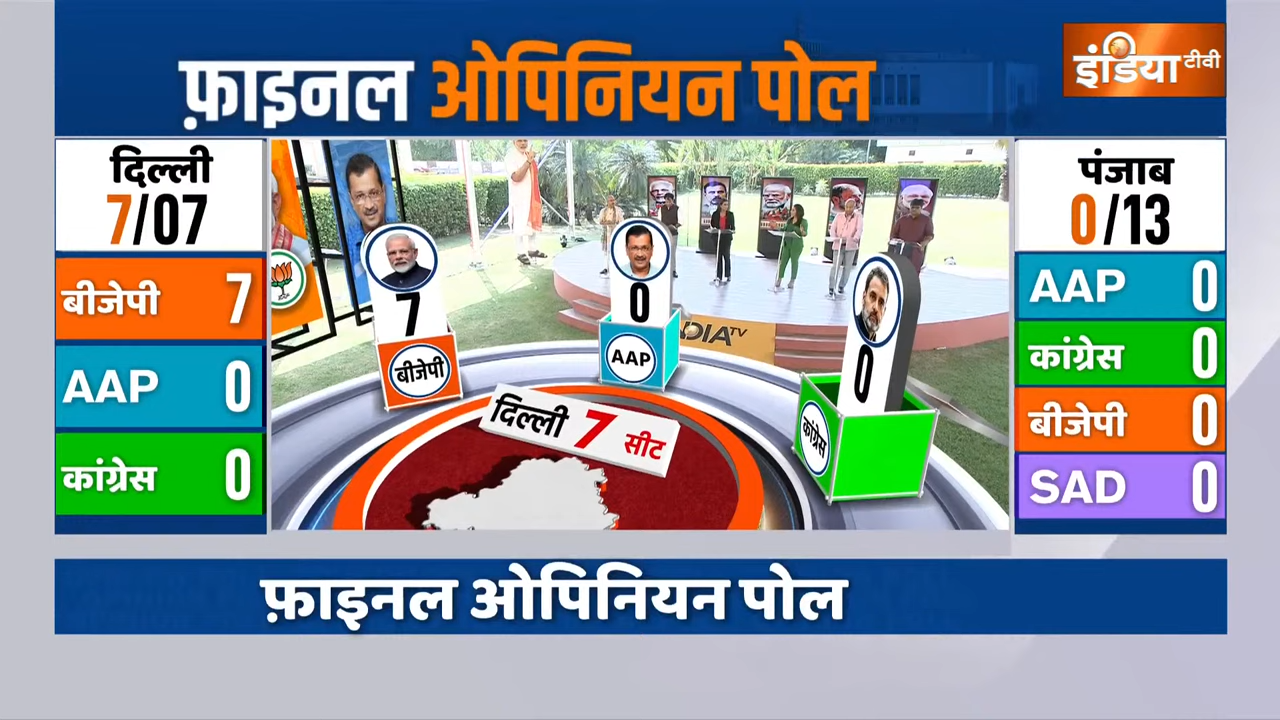 फ़ाइनल ओपिनियन पोल
इंडिया टीवी
दिल्ली
7/07
बीजेपी 7
AAP 0
कांग्रेस 0
7
बीजेपी
0
AAP
0
कांग्रेस
दिल्ली 7 सीट
पंजाब
0/13
AAP 0
कांग्रेस 0
बीजेपी 0
SAD 0
फ़ाइनल ओपिनियन पोल